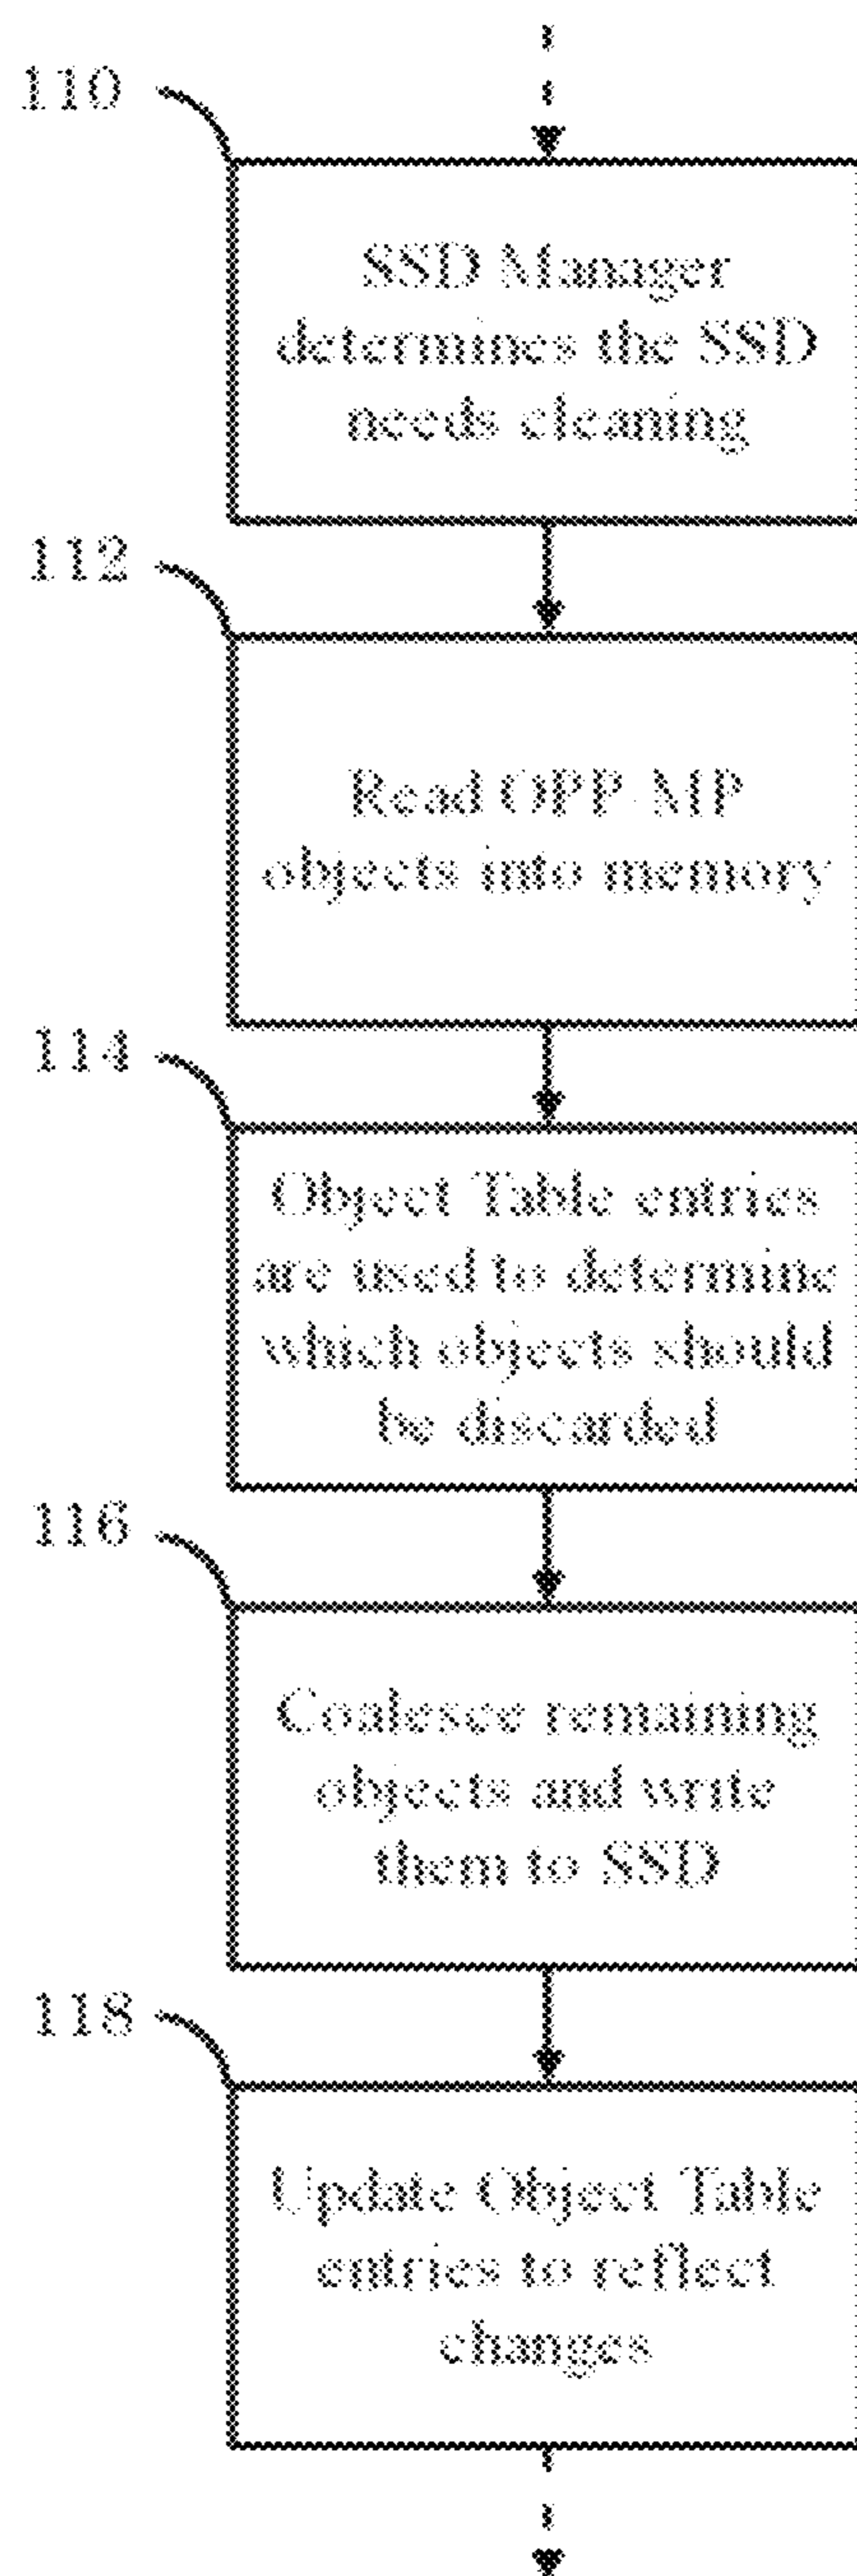 110
SSD Manager
determines the SSD
needs cleaning
112
Read OPP MP
objects into memory
114
Object Table entries
are used to determine
which objects should
be discarded
116
Coalesce remaining
objects and write
them to SSD
118
Update Object Table
entries to reflect
changes